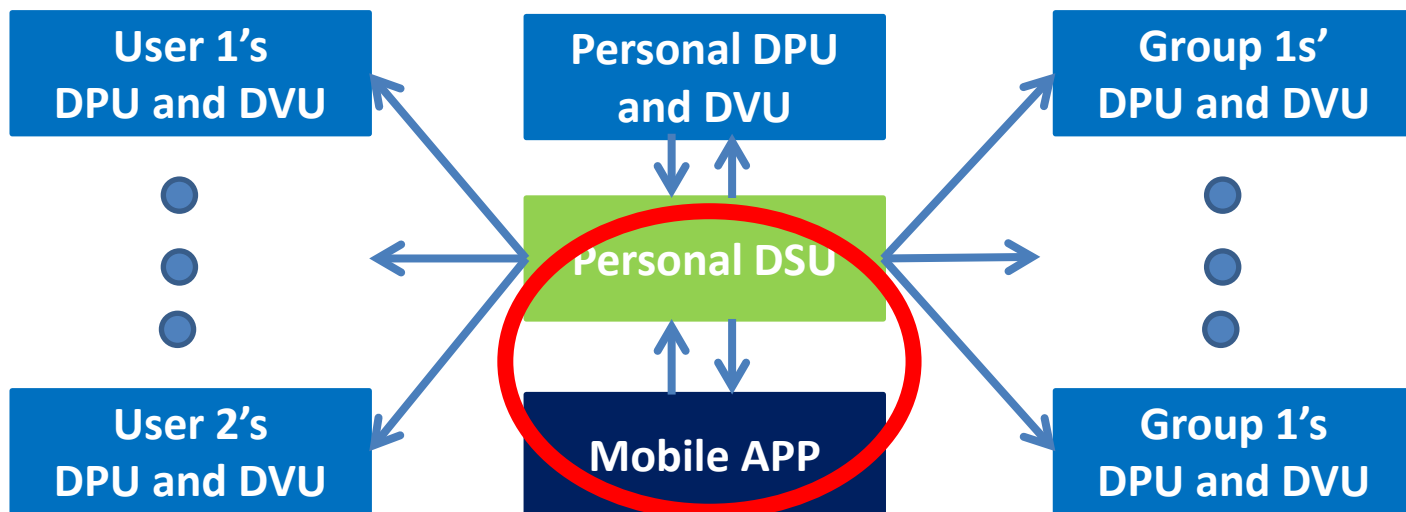 User 1’s
DPU and DVU
Personal DPU
and DVU
Group 1s’
DPU and DVU
Personal DSU
User 2’s
DPU and DVU
Mobile APP
Group 1’s
DPU and DVU